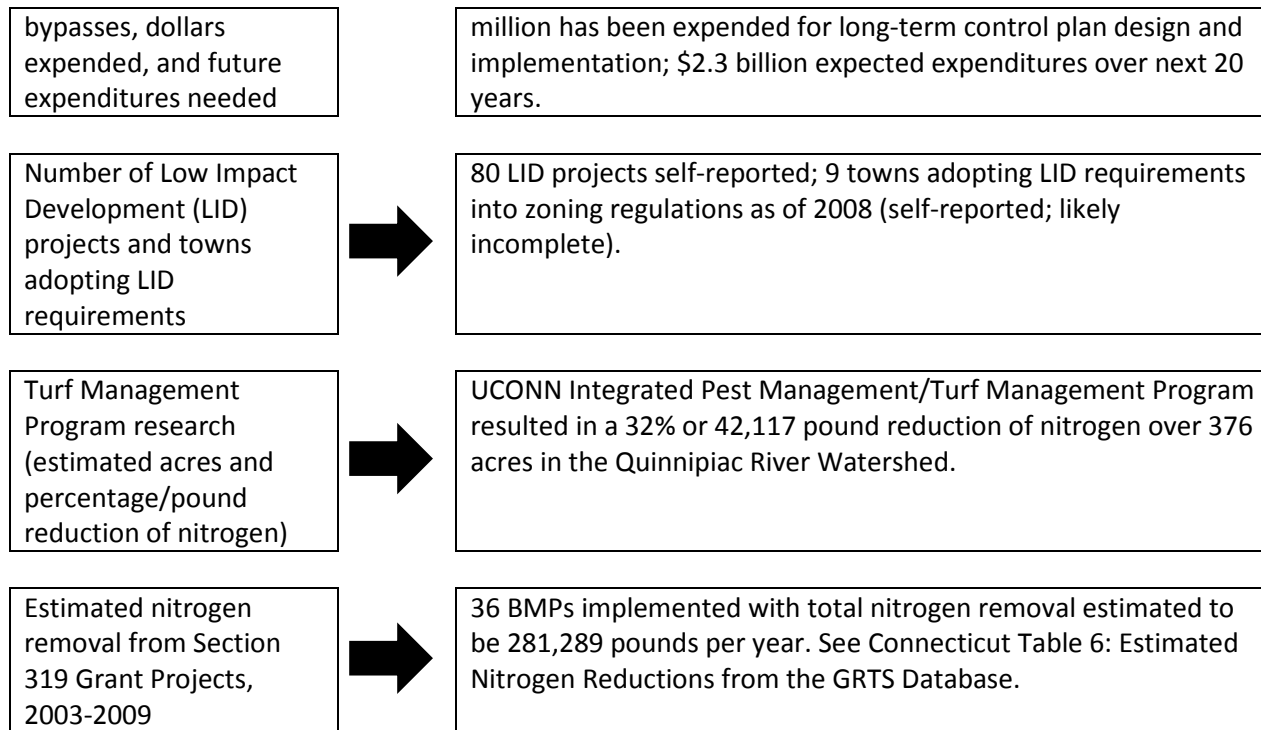 bypasses, dollars
expended, and future
expenditures needed
million has been expended for long-term control plan design and
implementation; $2.3 billion expected expenditures over next 20
years.
Number of Low Impact
Development (LID)
projects and towns
adopting LID
requirements
80 LID projects self-reported; 9 towns adopting LID requirements
into zoning regulations as of 2008 (self-reported; likely
incomplete).
Turf Management
Program research
(estimated acres and
percentage/pound
reduction of nitrogen)
UCONN Integrated Pest Management/Turf Management Program
resulted in a 32% or 42,117 pound reduction of nitrogen over 376
acres in the Quinnipiac River Watershed.
Estimated nitrogen
removal from Section
319 Grant Projects,
2003-2009
36 BMPs implemented with total nitrogen removal estimated to
be 281,289 pounds per year. See Connecticut Table 6: Estimated
Nitrogen Reductions from the GRTS Database.